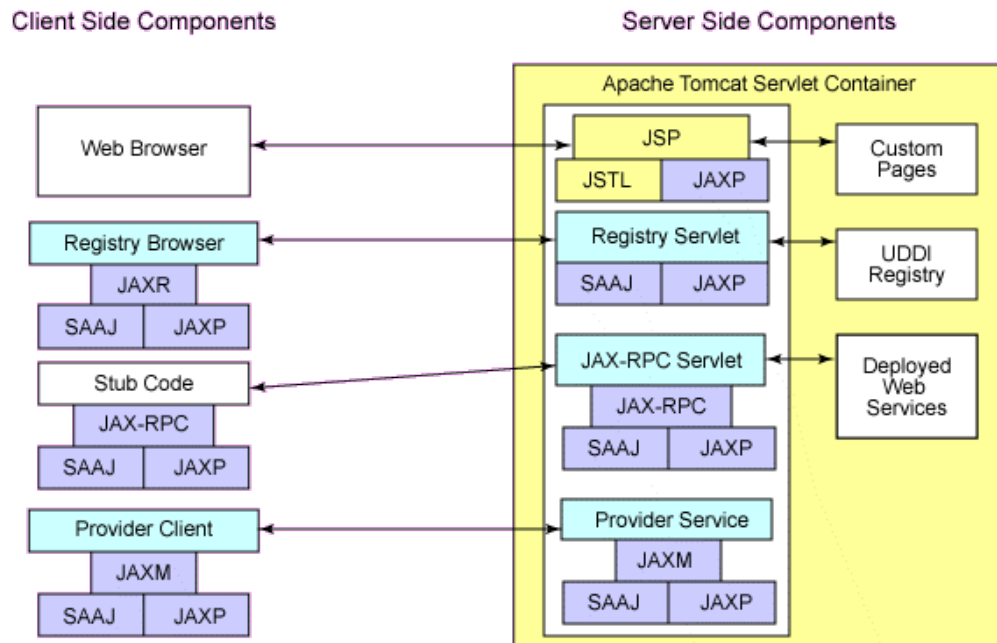 Client Side Components
Server Side Components
Apache Tomcat Servlet Container
Web Browser
JSP
JSTL
JAXP
Custom
Pages
Registry Browser
JAXR
SAAJ
JAXP
Registry Servlet
SAAJ
JAXP
UDDI
Registry
Stub Code
JAX-RPC
SAAJ
JAXP
JAX-RPC Servlet
JAX-RPC
SAAJ
JAXP
Deployed
Web
Services
Provider Client
JAXM
SAAJ
JAXP
Provider Service
JAXM
SAAJ
JAXP